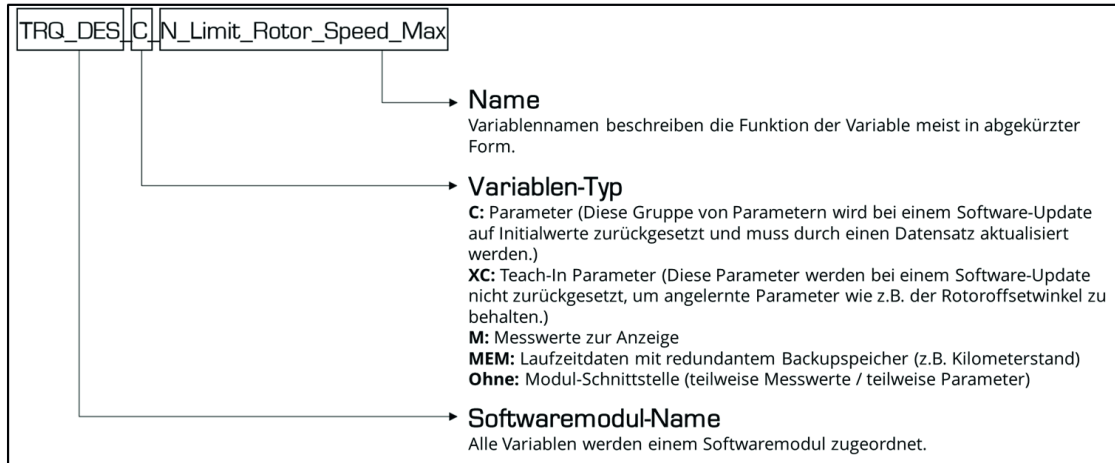 TRQ_DES_C_N_Limit_Rotor_Speed_Max
Name
Variablennamen beschreiben die Funktion der Variable meist in abgekürzter
Form.
Variablen-Typ
C: Parameter (Diese Gruppe von Parametern wird bei einem Software-Update
auf Initialwerte zurückgesetzt und muss durch einen Datensatz aktualisiert
werden.)
XC: Teach-In Parameter (Diese Parameter werden bei einem Software-Update
nicht zurückgesetzt, um angelernte Parameter wie z.B. der Rotoroffsetwinkel zu
behalten.)
M: Messwerte zur Anzeige
MEM: Laufzeitdaten mit redundantem Backupspeicher (z.B. Kilometerstand)
Ohne: Modul-Schnittstelle (teilweise Messwerte / teilweise Parameter)
Softwaremodul-Name
Alle Variablen werden einem Softwaremodul zugeordnet.